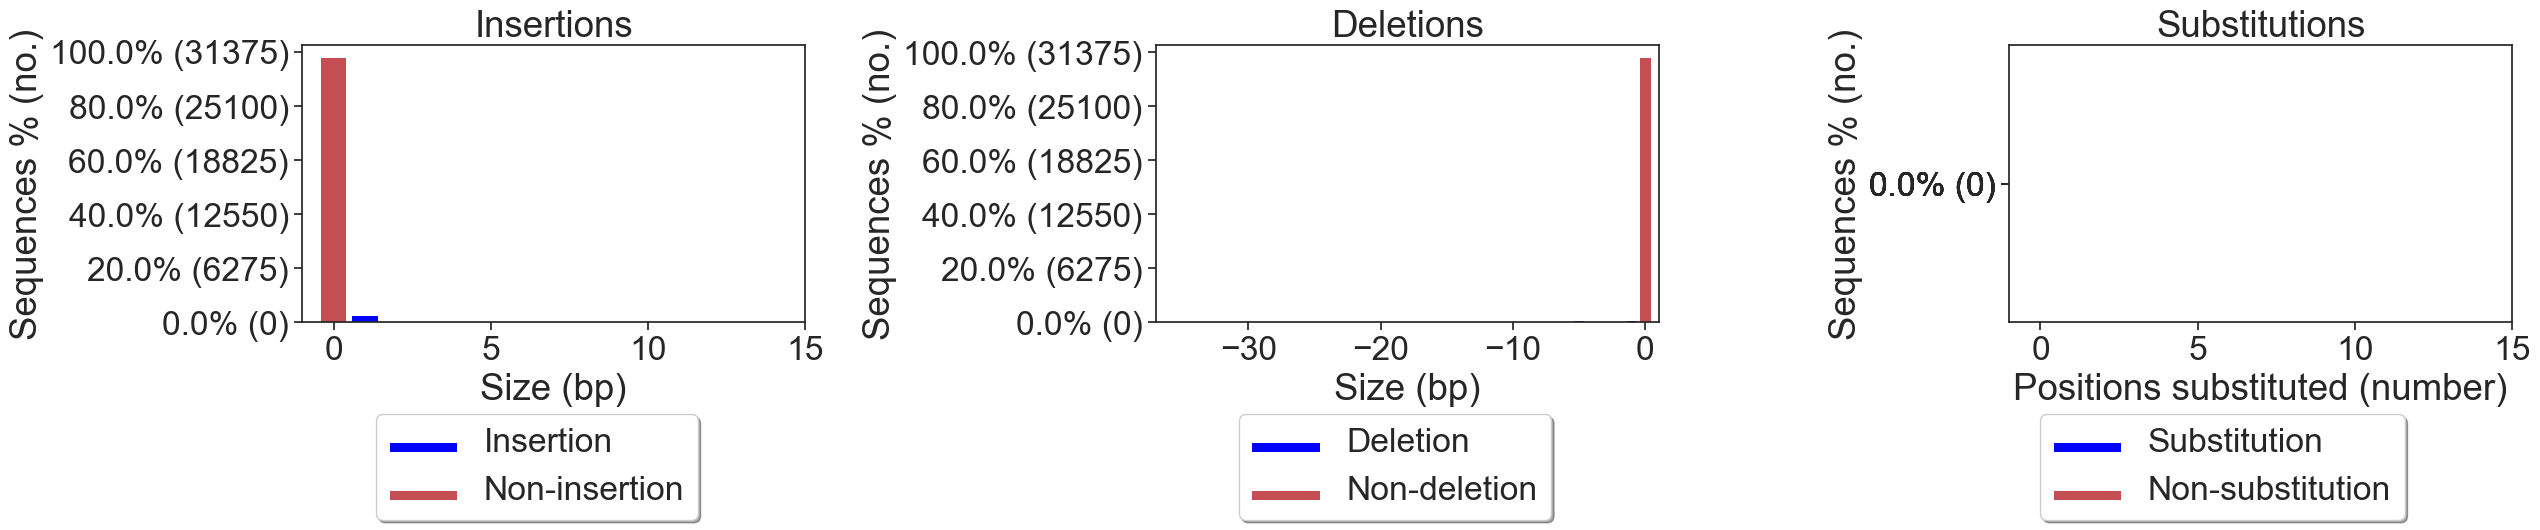 Insertions
Sequences % (no.)
100.0% (31375)
80.0% (25100)
60.0% (18825)
40.0% (12550)
20.0% (6275)
0.0% (0)
0 5 10 15
Size (bp)
Insertion
Non-insertion
Deletions
Sequences % (no.)
100.0% (31375)
80.0% (25100)
60.0% (18825)
40.0% (12550)
20.0% (6275)
0.0% (0)
−30 −20 −10 0
Size (bp)
Deletion
Non-deletion
Substitutions
Sequences % (no.)
0.0% (0)
0 5 10 15
Positions substituted (number)
Substitution
Non-substitution